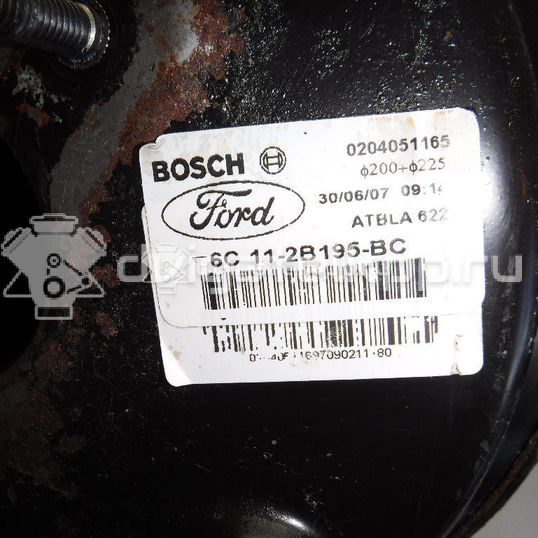 BOSCH
0204051165
ϕ200+ϕ225
Ford
30/06/07 09:14
ATBLA 622
6C 11-2B195-BC